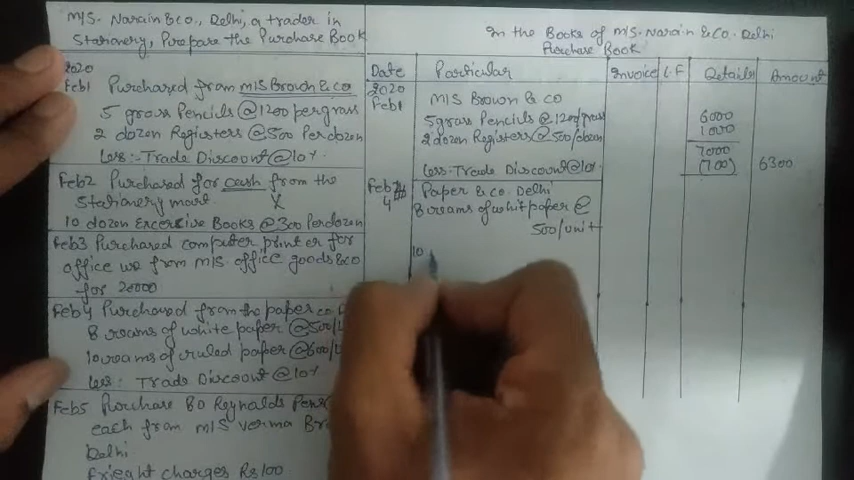 M/S. Narain & co., Delhi, a trader in
Stationery, Prepare the Purchase Book
2020
Feb1 Purchased from M/S Brown & co
5 gross Pencils @ 1200 per gross
2 dozen Registers @ 500 Per dozen
Less:- Trade Discount @ 10%
Feb2 Purchased for cash from the
Stationery mart. X
10 dozen Excersive Books @ 300 Per dozen
Feb3 Purchased computer printer for
office use from M/S. office goods & co
for 20000
Feb4 Purchased from the paper co
8 reams of white paper @ 500/
10 reams of ruled paper @ 600/
Less: Trade Discount @ 10%
Feb5 Purchase 80 Reynalds Pens
each from M/S Verma Br
Delhi
frieght charges Rs 100
In the Books of M/S. Narain & Co. Delhi
Purchase Book
Date Particular Invoice L.F Details Amount
2020
Feb1 M/S Brown & CO
5 gross Pencils @ 1200/gross 6000
2 dozen Registers @ 500/dozen 1000
7000
Less:- Trade Discount @ 10% (700) 6300
Feb
4 Paper & co. Delhi
8 reams of whit paper @
500/unit
10